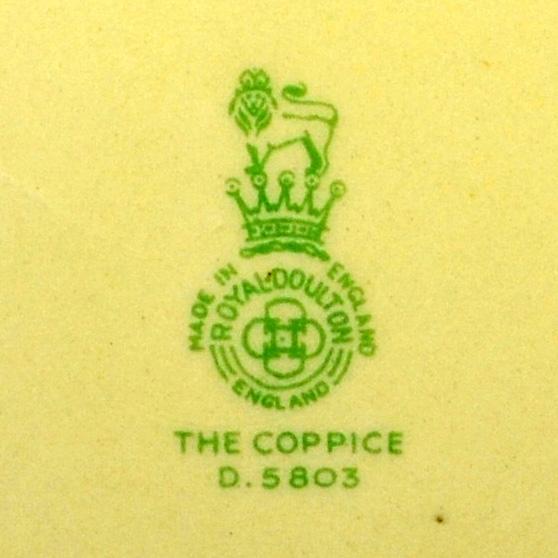 MADE IN ENGLAND
ROYAL DOULTON
ENGLAND
THE COPPICE
D.5803